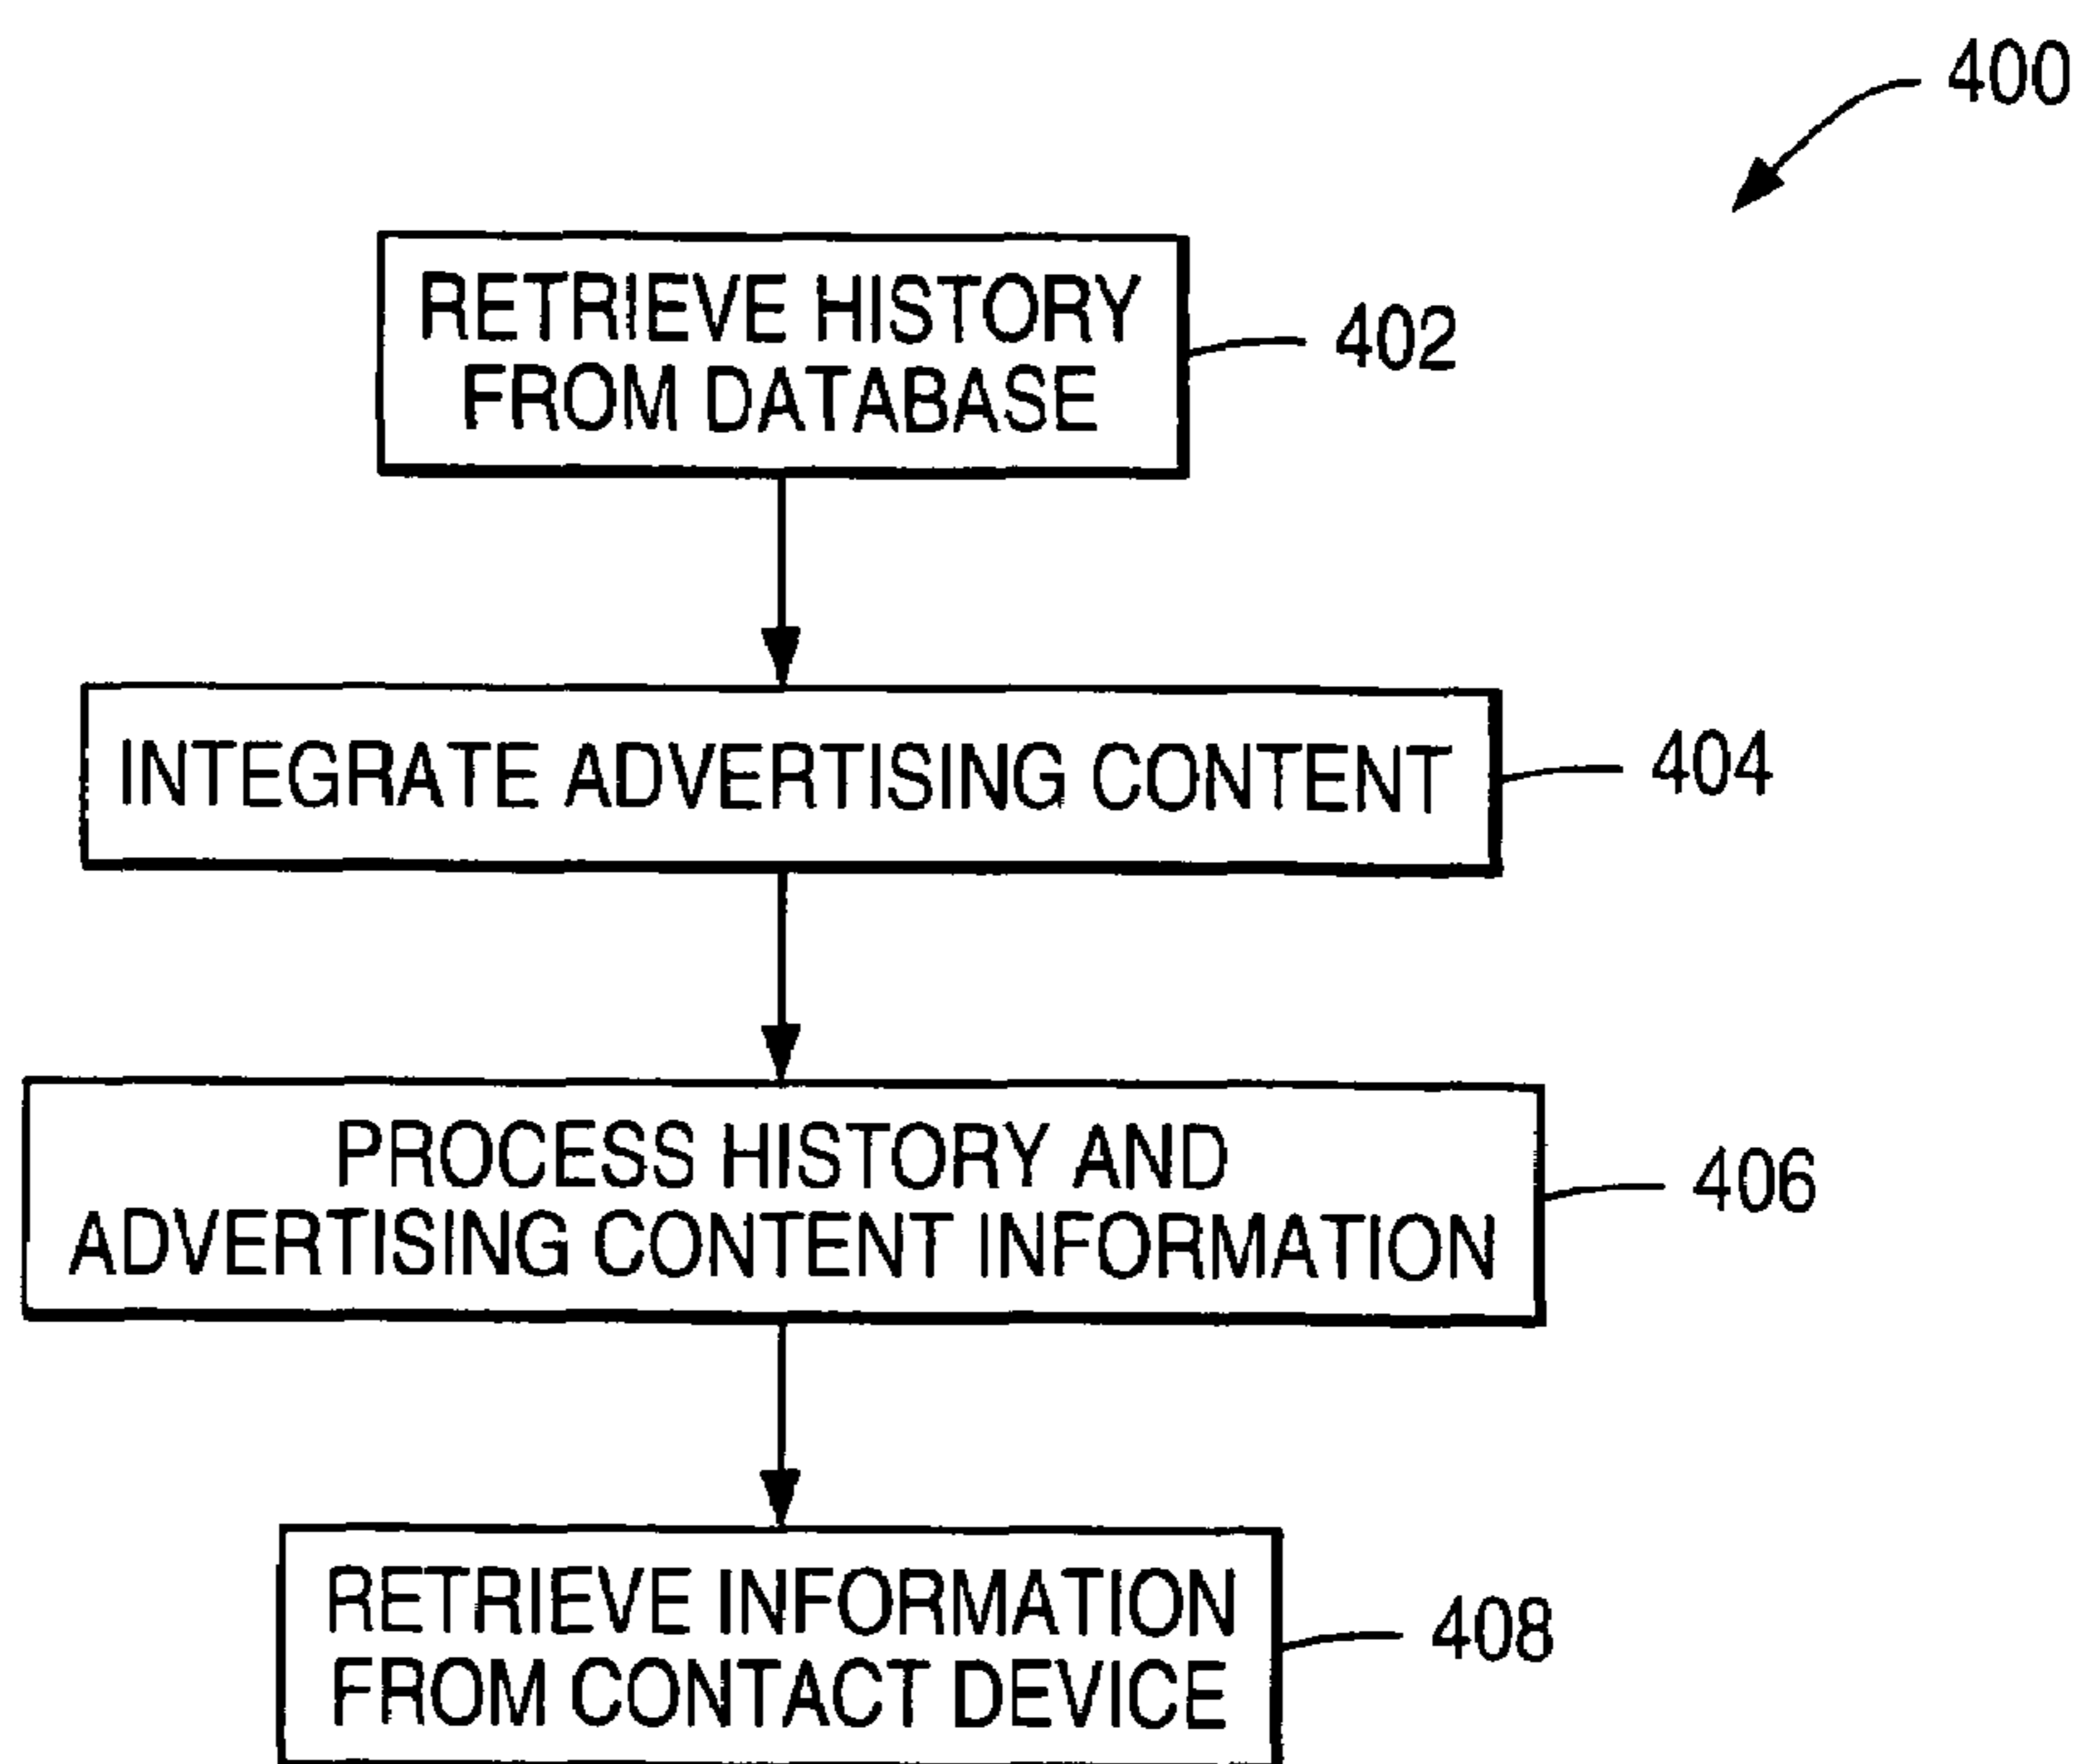 400
RETRIEVE HISTORY
FROM DATABASE
402
INTEGRATE ADVERTISING CONTENT
404
PROCESS HISTORY AND
ADVERTISING CONTENT INFORMATION
406
RETRIEVE INFORMATION
FROM CONTACT DEVICE
408